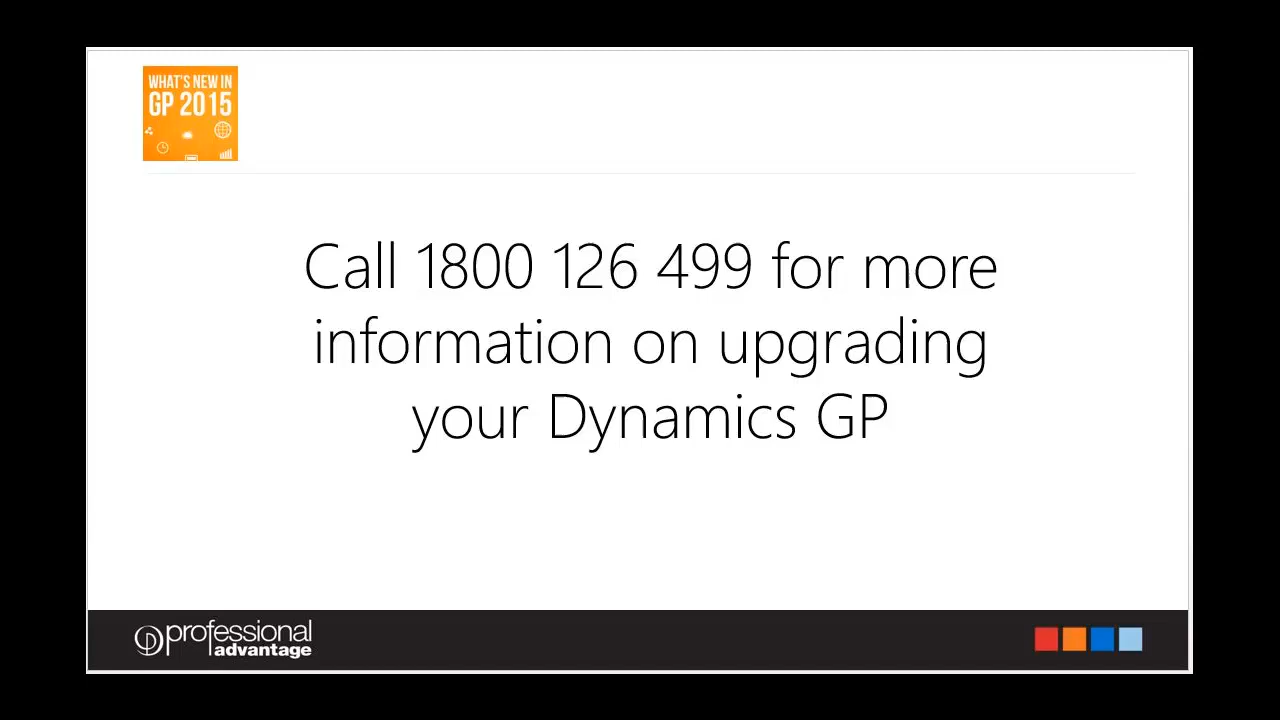 WHAT'S NEW IN
GP 2015
Call 1800 126 499 for more
information on upgrading
your Dynamics GP
professional
advantage